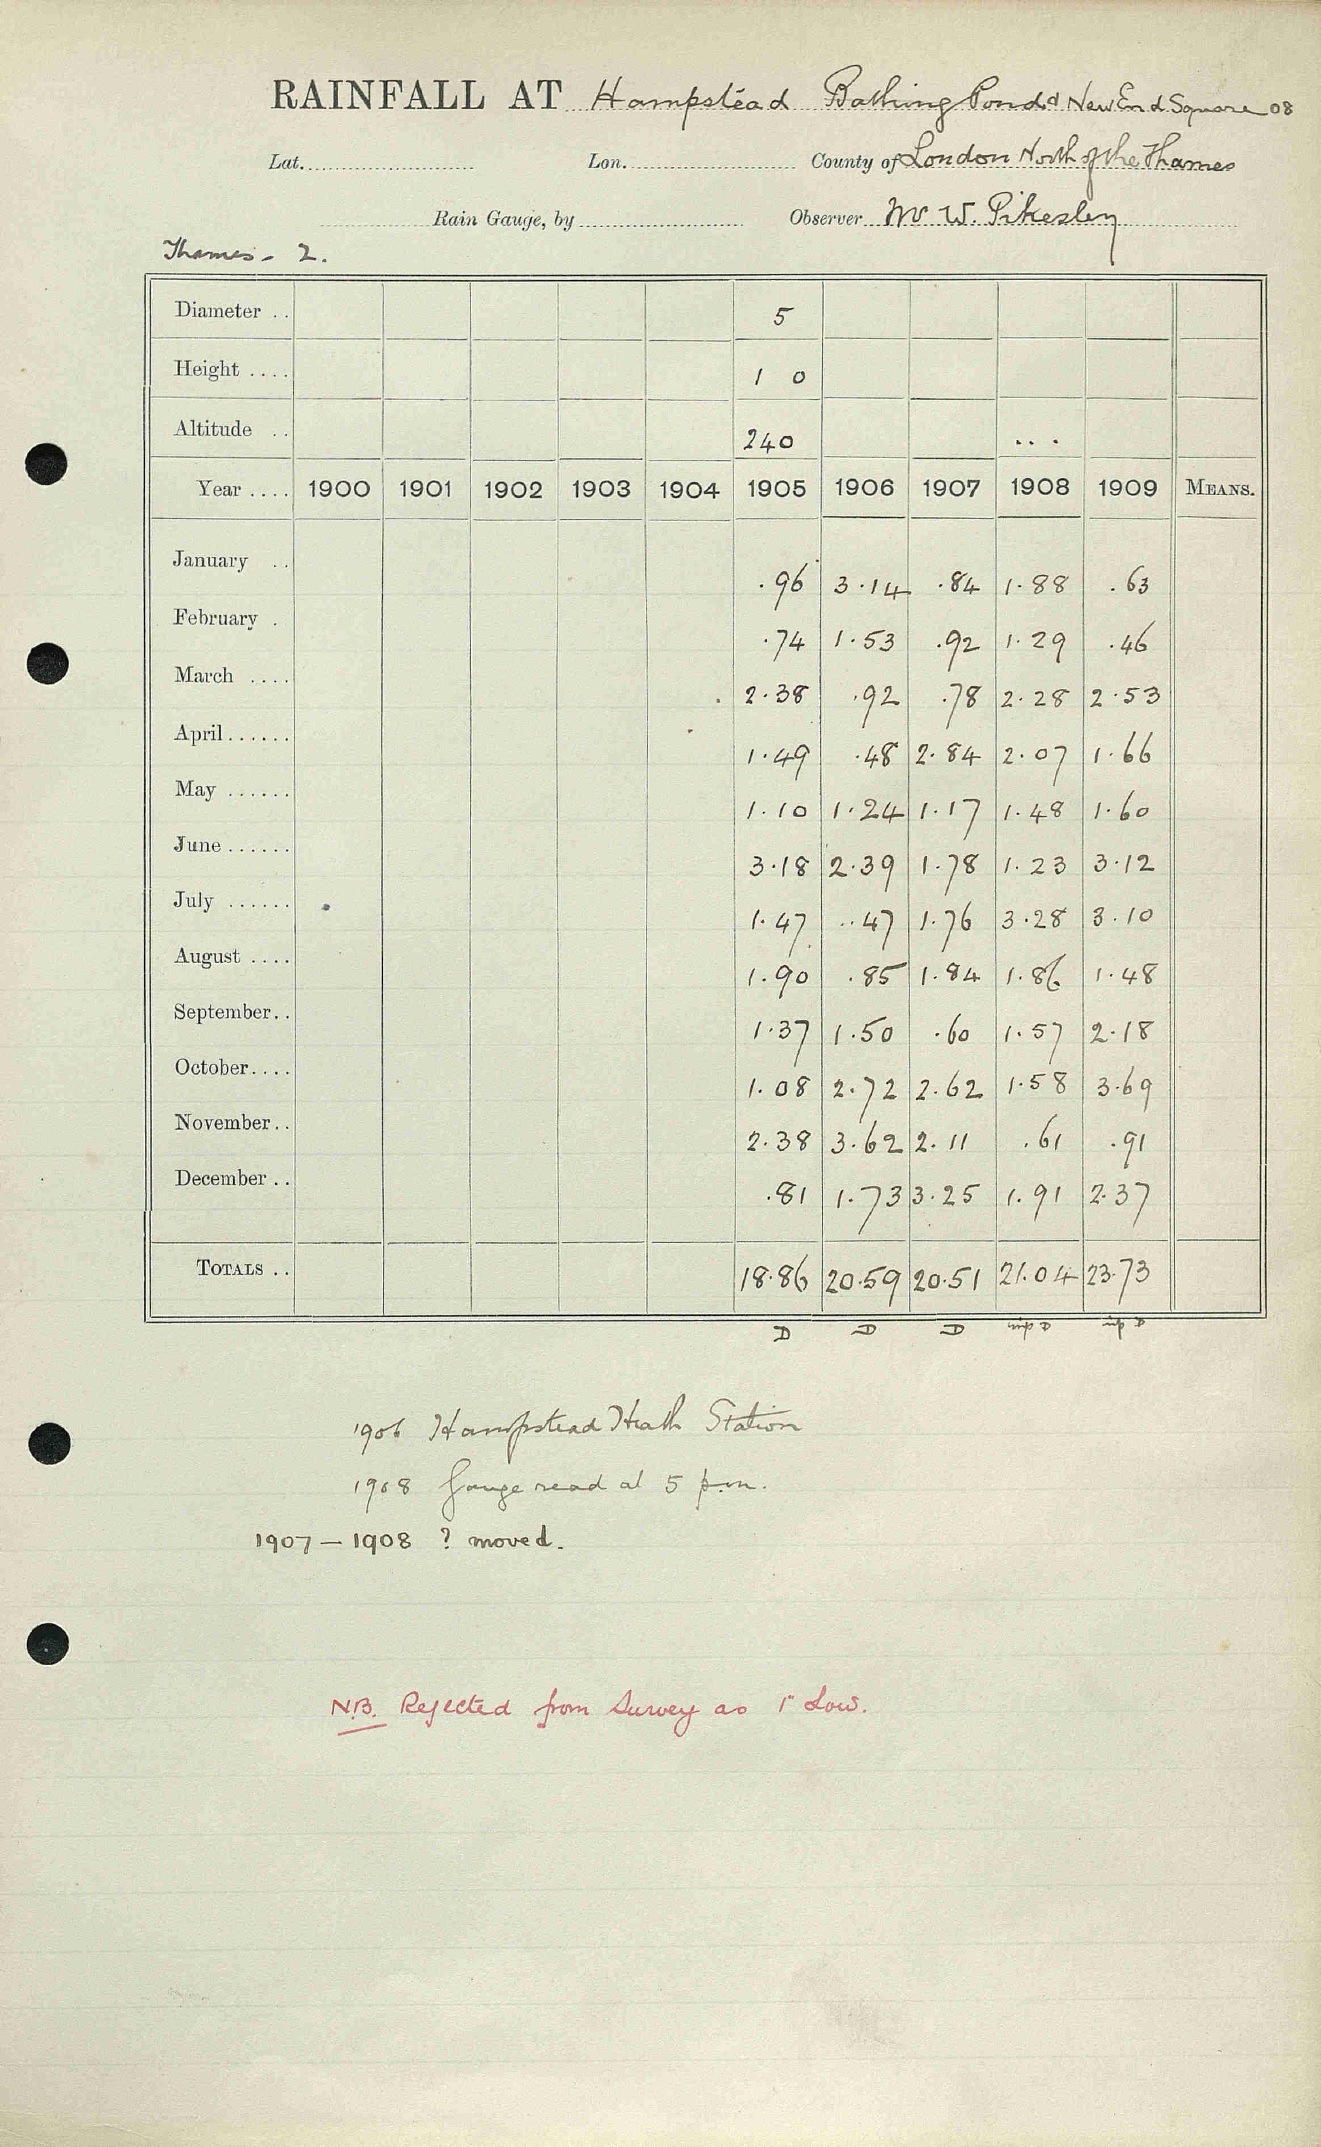 RAINFALL AT Hampstead Bathing Pond & New End Square 08
Lat. Lon. County of London North of the Thames
Rain Gauge, by Observer Mr W. Pikesley
Thames - 2.
Diameter .. 5
Height .... 1 0
Altitude .. 240 ...
Year .... 1900 1901 1902 1903 1904 1905 1906 1907 1908 1909 MEANS.
January .. .96 3.14 .84 1.88 .63
February . .74 1.53 .92 1.29 .46
March .... 2.38 .92 .78 2.28 2.53
April...... 1.49 .48 2.84 2.07 1.66
May ...... 1.10 1.24 1.17 1.48 1.60
June ...... 3.18 2.39 1.78 1.23 3.12
July ...... 1.47 .47 1.76 3.28 3.10
August .... 1.90 .85 1.84 1.86 1.48
September.. 1.37 1.50 .60 1.57 2.18
October.... 1.08 2.72 2.62 1.58 3.69
November.. 2.38 3.62 2.11 .61 .91
December .. .81 1.73 3.25 1.91 2.37
TOTALS .. 18.86 20.59 20.51 21.04 23.73
D D D D D
1906 Hampstead Heath Station
1908 Gauge read at 5 p.m.
1907 – 1908 ? moved.
N.B. Rejected from Survey as 1" Low.